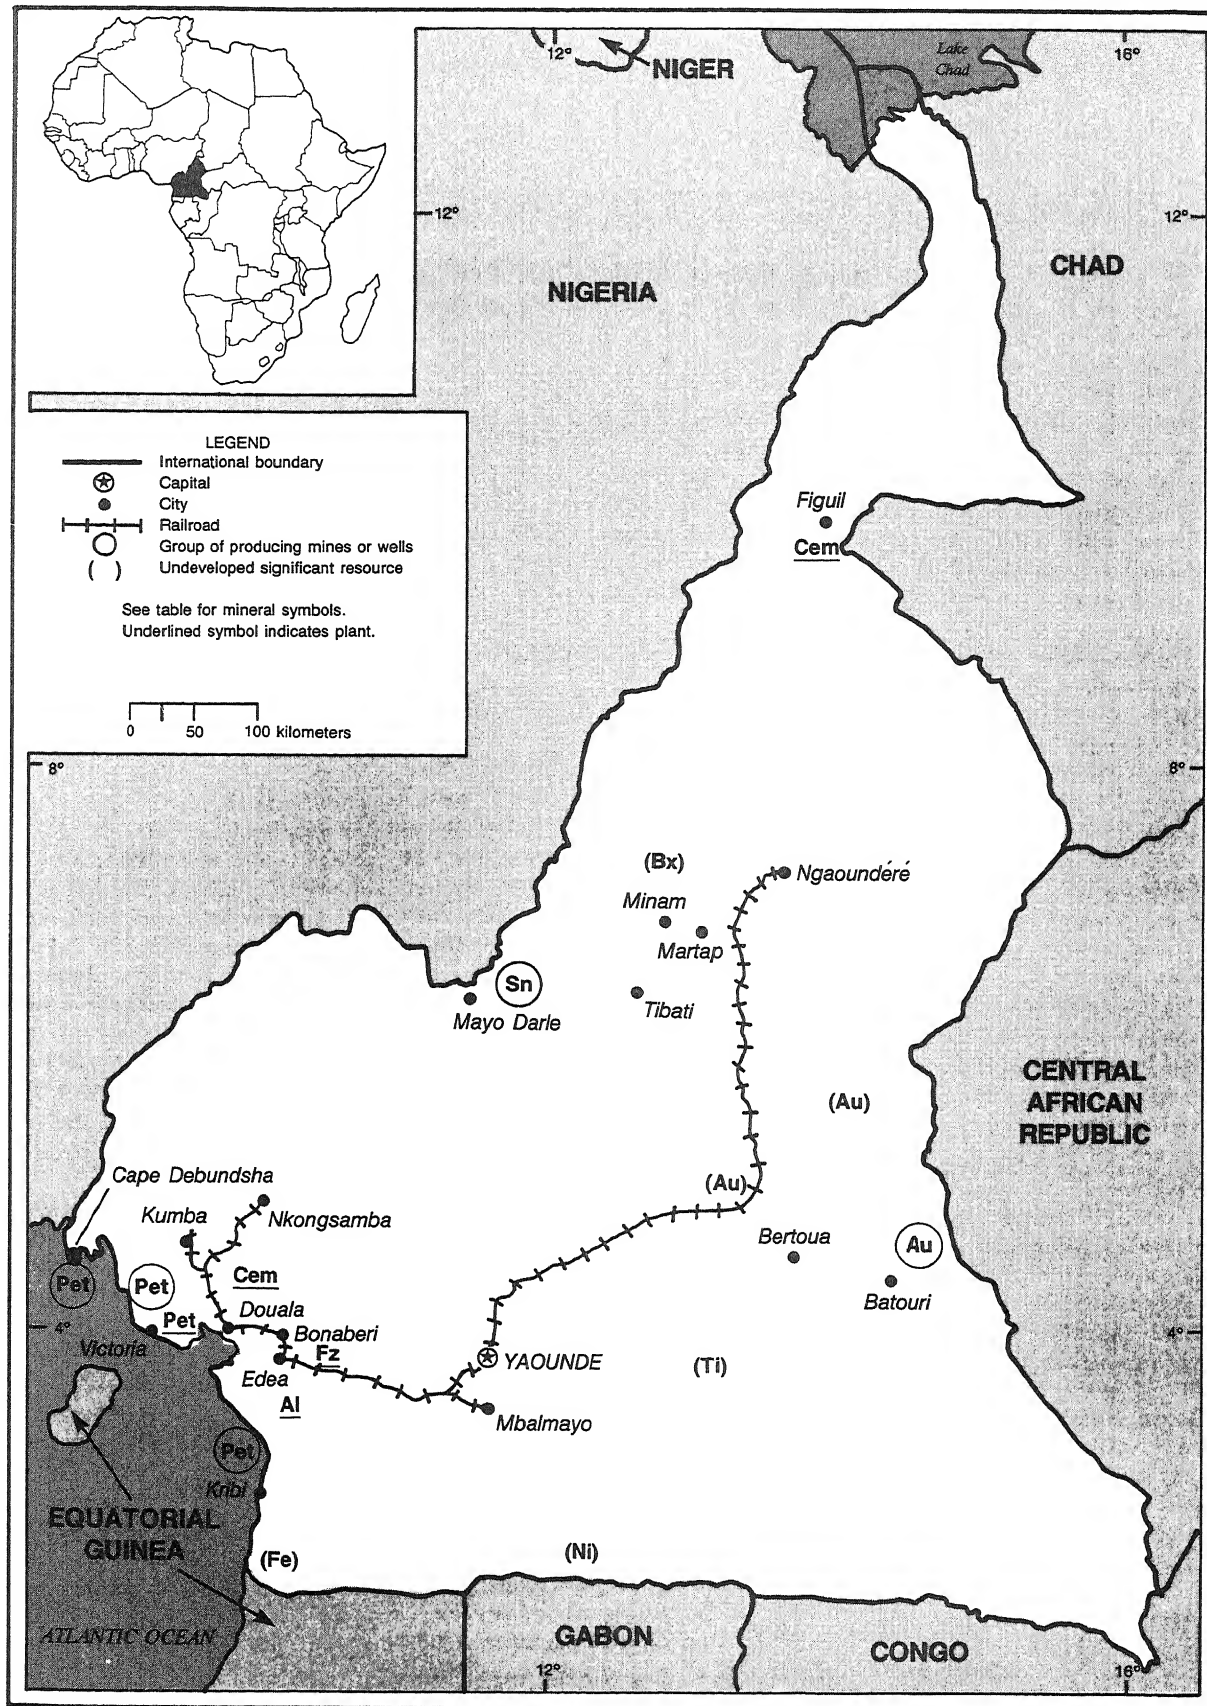 12°
16°
Lake
Chad
NIGER
12°
12°
CHAD
NIGERIA
LEGEND
International boundary
Capital
City
Railroad
Group of producing mines or wells
( ) Undeveloped significant resource
See table for mineral symbols.
Underlined symbol indicates plant.
0 50 100 kilometers
Figuil
Cem
8°
8°
(Bx)
Ngaoundéré
Minam
Martap
Sn
Mayo Darle
Tibati
CENTRAL
AFRICAN
REPUBLIC
(Au)
Cape Debundsha
(Au)
Kumba
Nkongsamba
Bertoua
Au
Batouri
Pet
Pet
Cem
Pet
Douala
4°
4°
Victoria
Bonaberi
Fz
YAOUNDE
(Ti)
Edea
Al
Mbalmayo
Pet
Kribi
EQUATORIAL
GUINEA
(Fe)
(Ni)
ATLANTIC OCEAN
GABON
CONGO
12°
16°